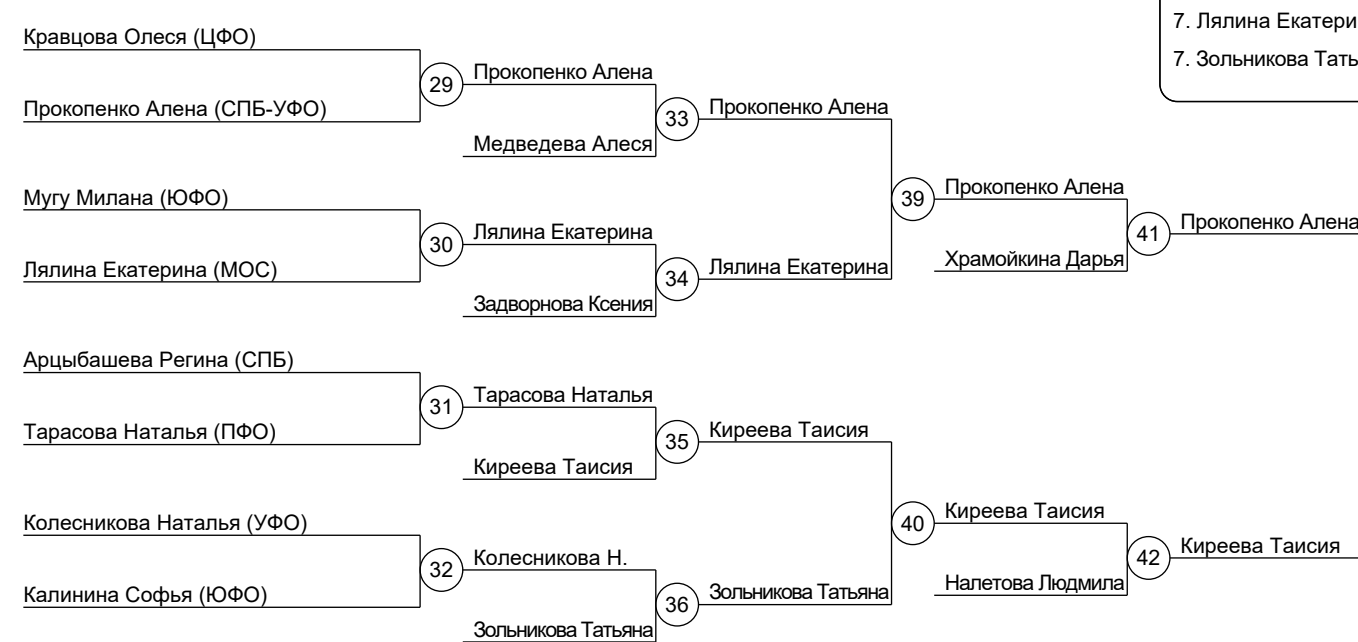 7. Лялина Екатери
7. Зольникова Тать
Кравцова Олеся (ЦФО)
29
Прокопенко Алена
Прокопенко Алена (СПБ-УФО)
33
Прокопенко Алена
Медведева Алеся
Мугу Милана (ЮФО)
39
Прокопенко Алена
30
Лялина Екатерина
41
Прокопенко Алена
Лялина Екатерина (МОС)
34
Лялина Екатерина
Храмойкина Дарья
Задворнова Ксения
Арцыбашева Регина (СПБ)
31
Тарасова Наталья
Тарасова Наталья (ПФО)
35
Киреева Таисия
Киреева Таисия
Колесникова Наталья (УФО)
40
Киреева Таисия
32
Колесникова Н.
42
Киреева Таисия
Калинина Софья (ЮФО)
36
Зольникова Татьяна
Налетова Людмила
Зольникова Татьяна